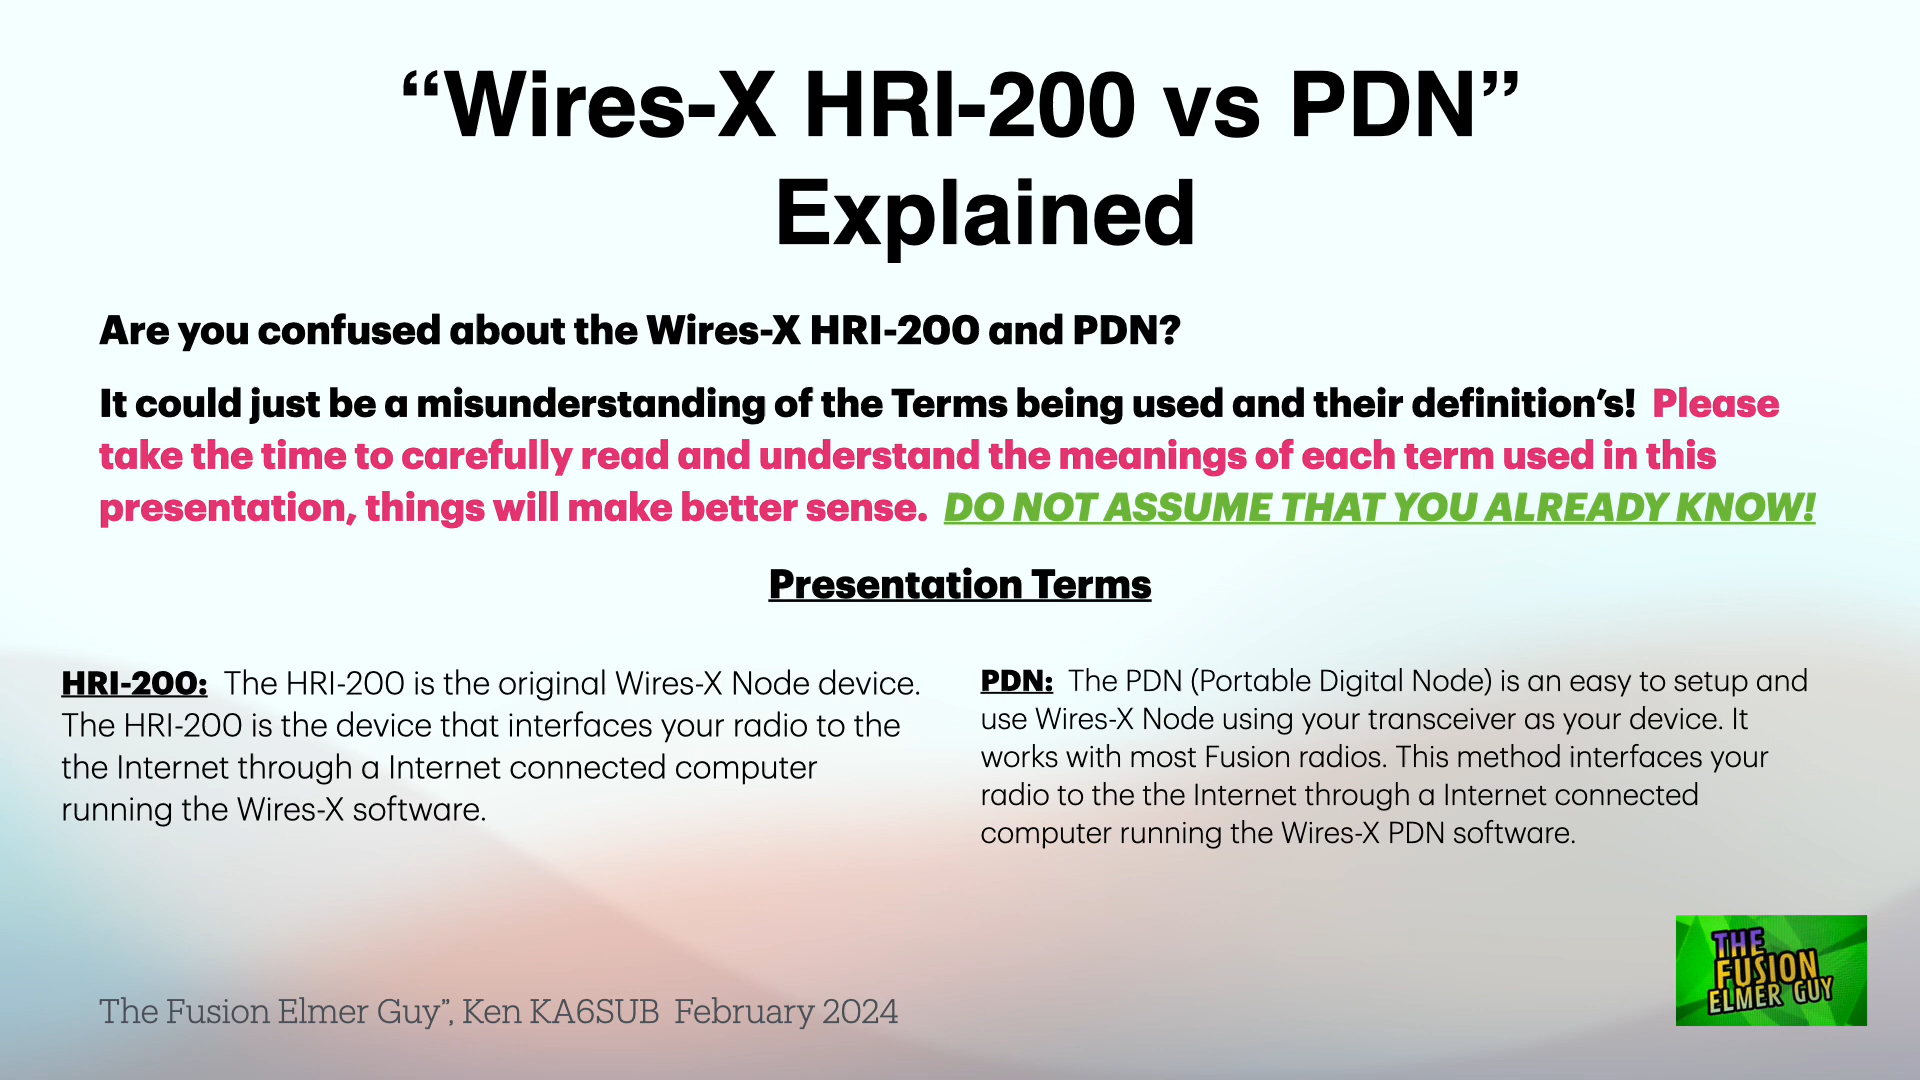 “Wires-X HRI-200 vs PDN”
Explained
Are you confused about the Wires-X HRI-200 and PDN?
It could just be a misunderstanding of the Terms being used and their definition’s!  Please
take the time to carefully read and understand the meanings of each term used in this
presentation, things will make better sense.  DO NOT ASSUME THAT YOU ALREADY KNOW!
Presentation Terms
HRI-200:  The HRI-200 is the original Wires-X Node device.
The HRI-200 is the device that interfaces your radio to the
the Internet through a Internet connected computer
running the Wires-X software.
PDN:  The PDN (Portable Digital Node) is an easy to setup and
use Wires-X Node using your transceiver as your device. It
works with most Fusion radios. This method interfaces your
radio to the the Internet through a Internet connected
computer running the Wires-X PDN software.
The Fusion Elmer Guy”, Ken KA6SUB  February 2024
THE
FUSION
ELMER GUY